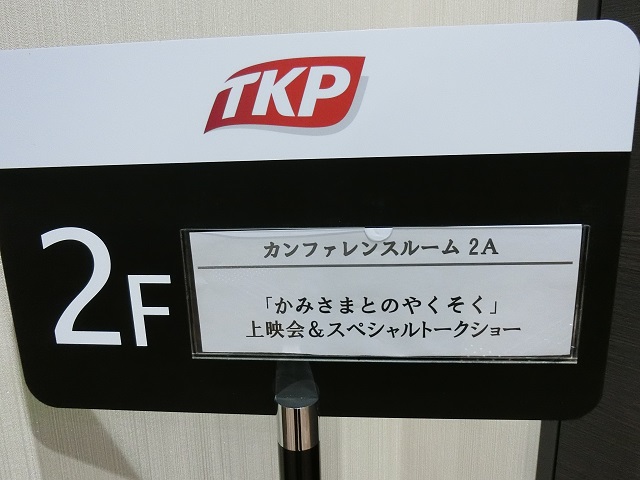 TKP
2F
カンファレンスルーム 2A
「かみさまとのやくそく」
上映会＆スペシャルトークショー